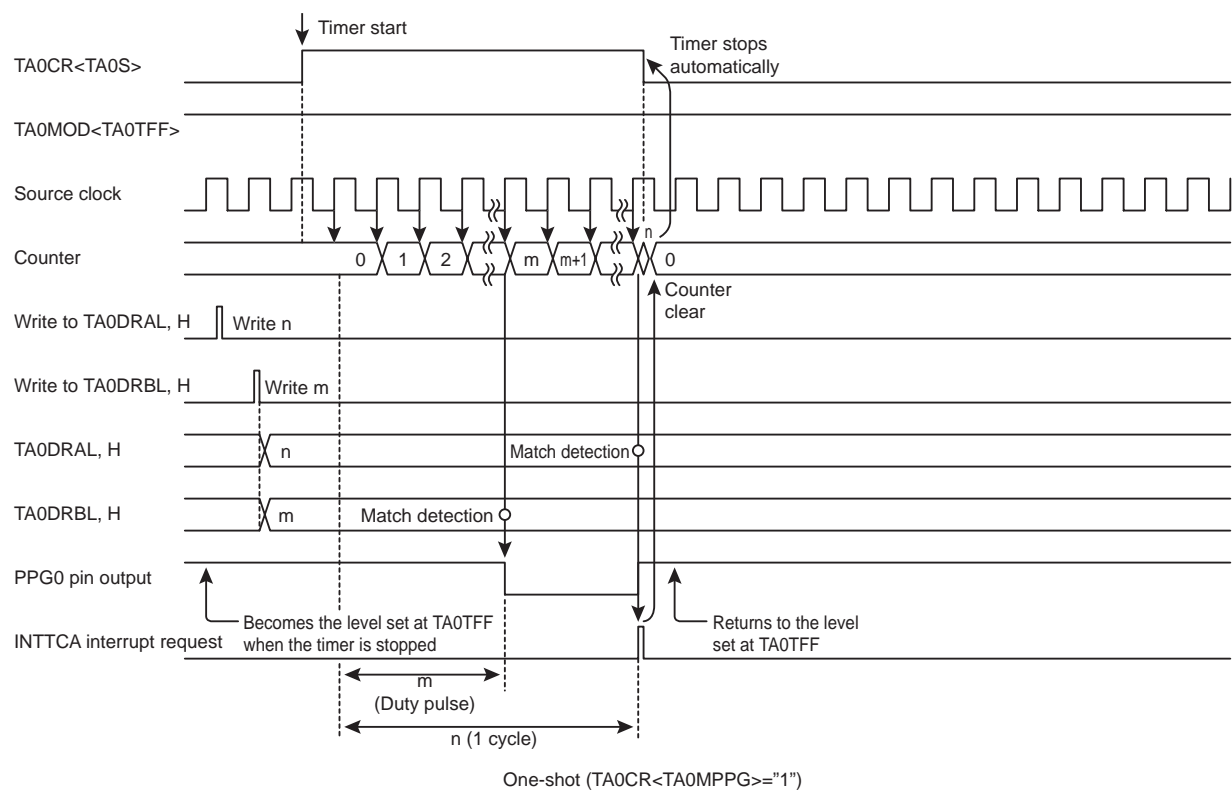 Timer start
TA0CR<TA0S>
Timer stops
automatically
TA0MOD<TA0TFF>
Source clock
Counter
0 1 2 m m+1 n 0
Counter
clear
Write to TA0DRAL, H
Write n
Write to TA0DRBL, H
Write m
TA0DRAL, H
n
Match detection
TA0DRBL, H
m
Match detection
PPG0 pin output
Becomes the level set at TA0TFF
when the timer is stopped
Returns to the level
set at TA0TFF
INTTCA interrupt request
m
(Duty pulse)
n (1 cycle)
One-shot (TA0CR<TA0MPPG>=”1”)